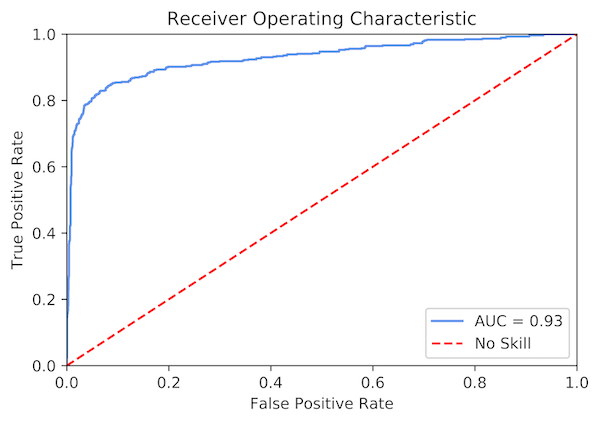 Receiver Operating Characteristic
1.0
0.8
0.6
0.4
0.2
0.0
True Positive Rate
AUC = 0.93
No Skill
0.0 0.2 0.4 0.6 0.8 1.0
False Positive Rate